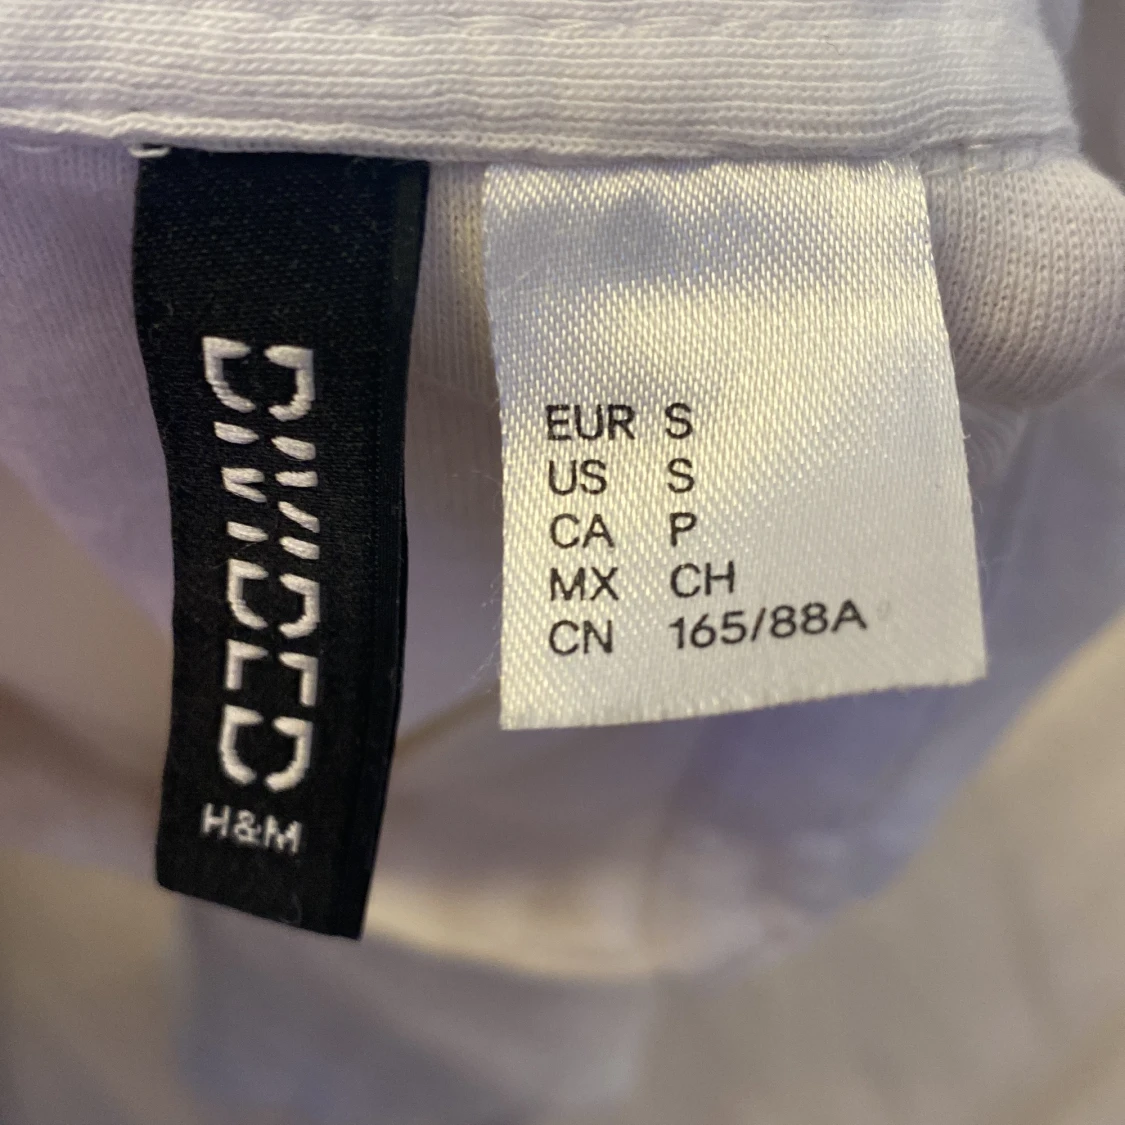 DIVIDED
H&M
EUR S
US S
CA P
MX CH
CN 165/88A